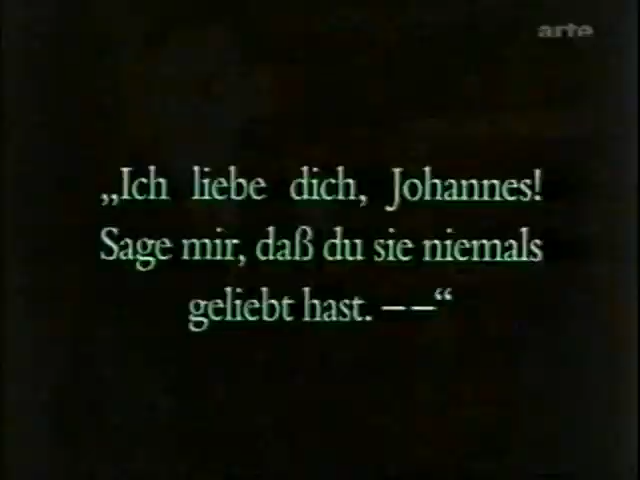 arte
„Ich liebe dich, Johannes!
Sage mir, daß du sie niemals
geliebt hast. ——“